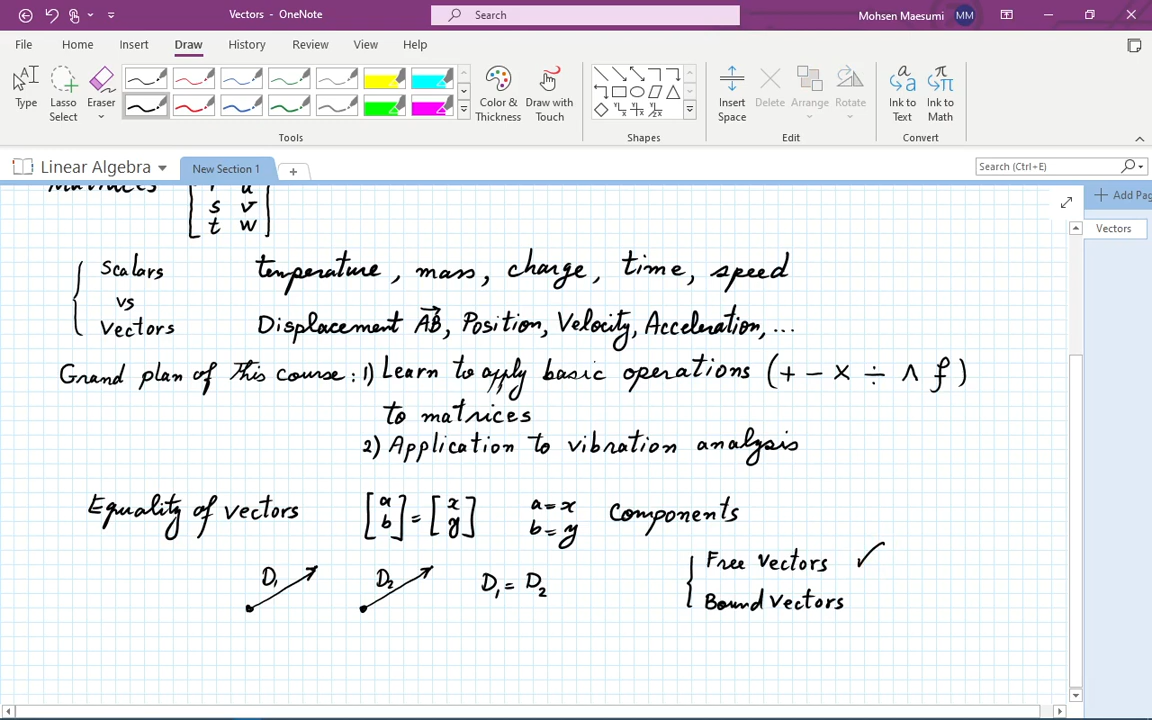 Vectors - OneNote
Search
Mohsen Maesumi MM
File Home Insert Draw History Review View Help
Type
Lasso Select
Eraser
Color & Thickness
Draw with Touch
Insert Space
Delete
Arrange
Rotate
Ink to Text
Ink to Math
Tools
Shapes
Edit
Convert
Linear Algebra
New Section 1
Search (Ctrl+E)
Add Pag
Vectors
Matrices
s v
t w
Scalars temperature, mass, charge, time, speed
vs
Vectors Displacement AB, Position, Velocity, Acceleration, ...
Grand plan of This course: 1) Learn to apply basic operations (+ - × ÷ ^ f)
to matrices
2) Application to vibration analysis
Equality of vectors [a b] = [x y] a = x b = y components
D₁ D₂ D₁ = D₂
Free Vectors ✓
Bound Vectors